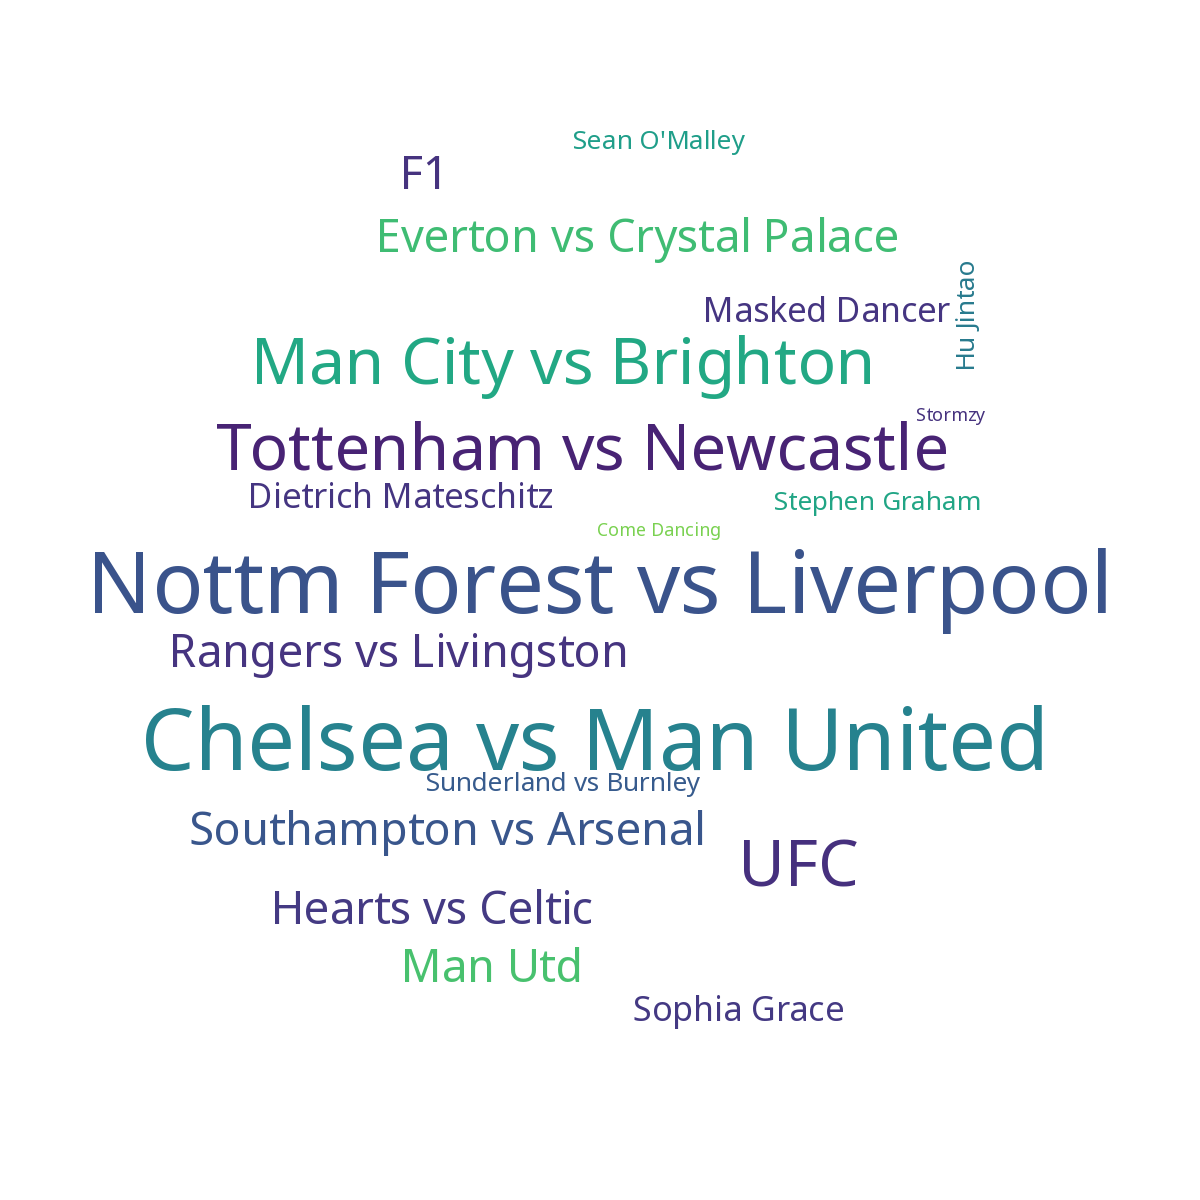 Sean O'Malley
F1
Everton vs Crystal Palace
Hu Jintao
Masked Dancer
Man City vs Brighton
Stormzy
Tottenham vs Newcastle
Dietrich Mateschitz
Stephen Graham
Come Dancing
Nottm Forest vs Liverpool
Rangers vs Livingston
Chelsea vs Man United
Sunderland vs Burnley
Southampton vs Arsenal
UFC
Hearts vs Celtic
Man Utd
Sophia Grace